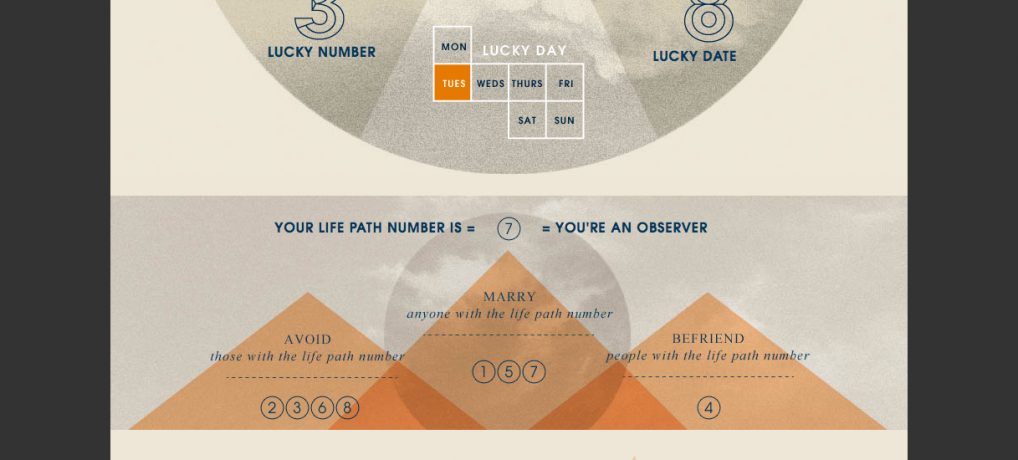 3
LUCKY NUMBER
8
LUCKY DATE
LUCKY DAY
MON
TUES WEDS THURS FRI
SAT SUN
YOUR LIFE PATH NUMBER IS = 7 = YOU'RE AN OBSERVER
MARRY
anyone with the life path number
1 5 7
AVOID
those with the life path number
2 3 6 8
BEFRIEND
people with the life path number
4